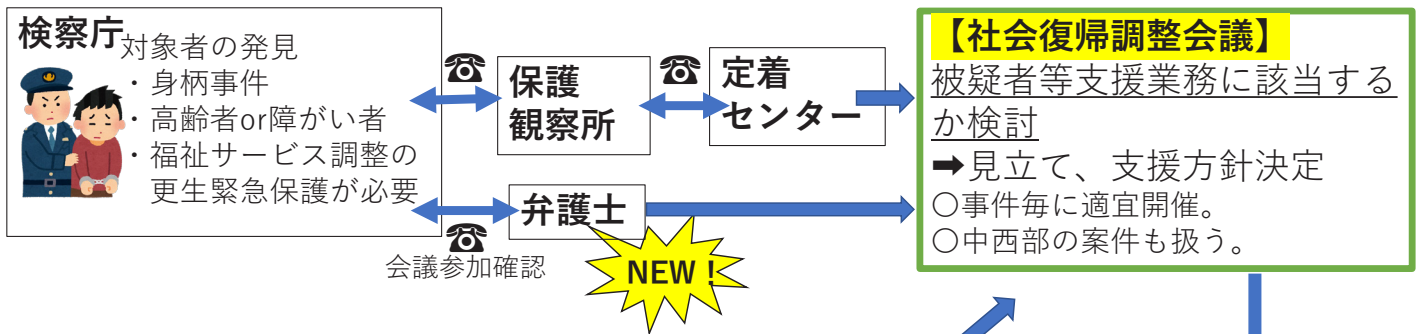 検察庁
対象者の発見
・身柄事件
・高齢者or障がい者
・福祉サービス調整の
更生緊急保護が必要
☎
保護
観察所
☎
定着
センター
☎
会議参加確認
弁護士
NEW！
【社会復帰調整会議】
被疑者等支援業務に該当する
か検討
➡見立て、支援方針決定
○事件毎に適宜開催。
○中西部の案件も扱う。